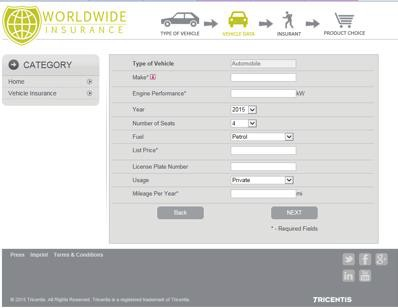 WORLDWIDE
INSURANCE
TYPE OF VEHICLE
VEHICLE DATA
INSURANT
PRODUCT CHOICE
CATEGORY
Home
Vehicle Insurance
Type of Vehicle Automobile
Make*
Engine Performance* kW
Year 2015
Number of Seats 4
Fuel Petrol
List Price*
License Plate Number
Usage Private
Mileage Per Year* mi
Back NEXT
* - Required Fields
Press Imprint Terms & Conditions
© 2015 Tricentis. All Rights Reserved. Tricentis is a registered trademark of Tricentis.
TRICENTIS